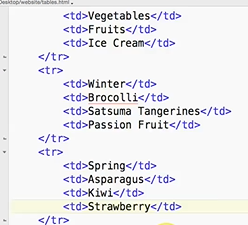 Desktop/website/tables.html
<td>Vegetables</td>
<td>Fruits</td>
<td>Ice Cream</td>
</tr>
<tr>
<td>Winter</td>
<td>Brocolli</td>
<td>Satsuma Tangerines</td>
<td>Passion Fruit</td>
</tr>
<tr>
<td>Spring</td>
<td>Asparagus</td>
<td>Kiwi</td>
<td>Strawberry</td>
</tr>